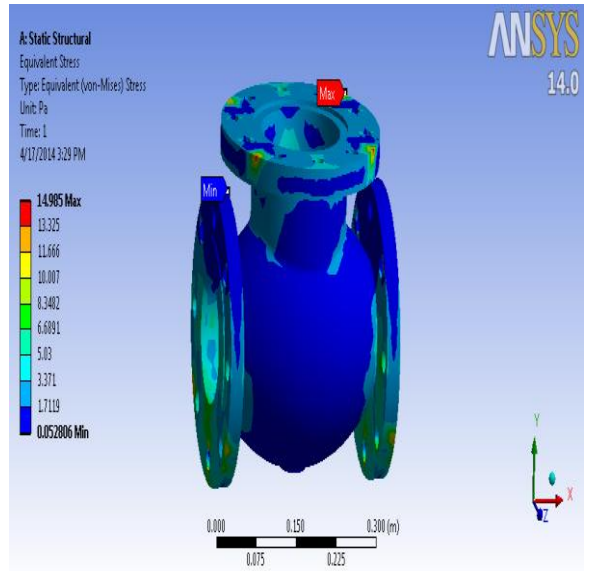 A: Static Structural
Equivalent Stress
Type: Equivalent (von-Mises) Stress
Unit: Pa
Time: 1
4/17/2014 3:29 PM
14.985 Max
13.325
11.666
10.007
8.3482
6.6891
5.03
3.371
1.7119
0.052806 Min
ANSYS
14.0
Max
Min
Y
X
Z
0.000 0.150 0.300 (m)
0.075 0.225